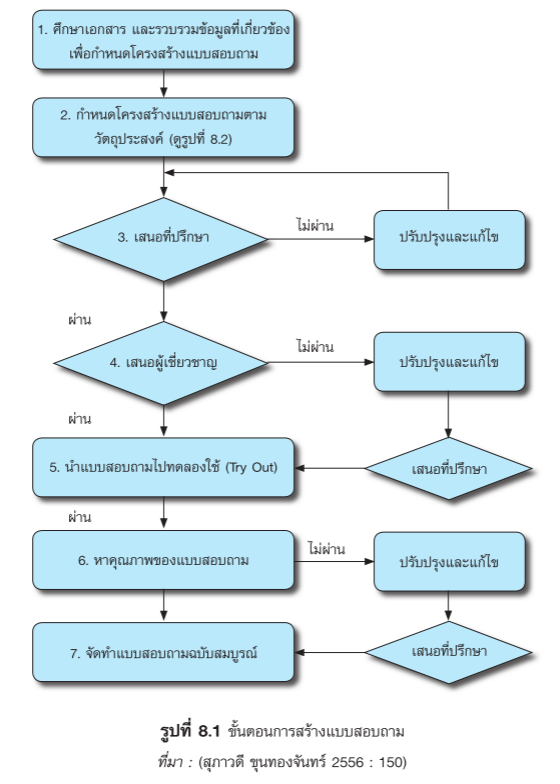 1. ศึกษาเอกสาร และรวบรวมข้อมูลที่เกี่ยวข้อง
เพื่อกำหนดโครงสร้างแบบสอบถาม
2. กำหนดโครงสร้างแบบสอบถามตาม
วัตถุประสงค์ (ดูรูปที่ 8.2)
3. เสนอที่ปรึกษา
ไม่ผ่าน
ปรับปรุงและแก้ไข
ผ่าน
4. เสนอผู้เชี่ยวชาญ
ไม่ผ่าน
ปรับปรุงและแก้ไข
ผ่าน
5. นำแบบสอบถามไปทดลองใช้ (Try Out)
เสนอที่ปรึกษา
ผ่าน
6. หาคุณภาพของแบบสอบถาม
ไม่ผ่าน
ปรับปรุงและแก้ไข
7. จัดทำแบบสอบถามฉบับสมบูรณ์
เสนอที่ปรึกษา
รูปที่ 8.1 ขั้นตอนการสร้างแบบสอบถาม
ที่มา : (สุภาวดี ขุนทองจันทร์ 2556 : 150)